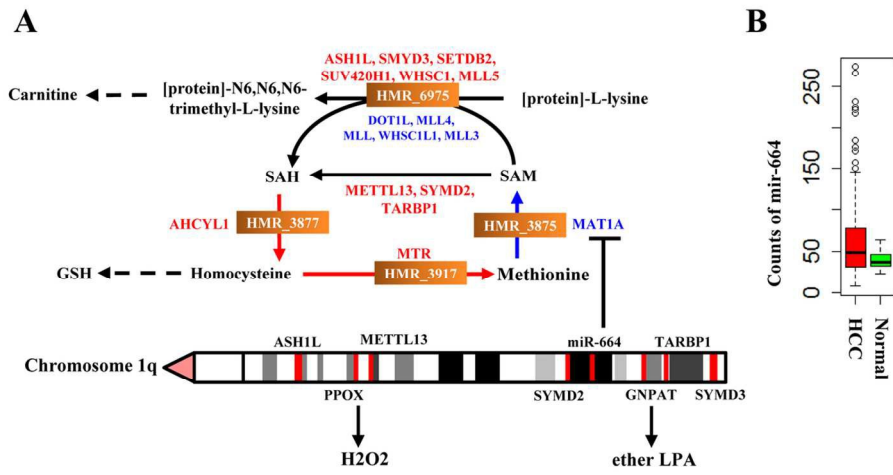 A
ASH1L, SMYD3, SETDB2,
SUV420H1, WHSC1, MLL5
Carnitine
[protein]-N6,N6,N6-
trimethyl-L-lysine
HMR_6975
[protein]-L-lysine
DOT1L, MLL4,
MLL, WHSC1L1, MLL3
SAH
SAM
METTL13, SYMD2,
TARBP1
AHCYL1
HMR_3877
HMR_3875
MAT1A
MTR
GSH
Homocysteine
HMR_3917
Methionine
ASH1L
METTL13
miR-664
TARBP1
Chromosome 1q
PPOX
SYMD2
GNPAT
SYMD3
H2O2
ether LPA
B
Counts of mir-664
250
150
50
0
HCC
Normal